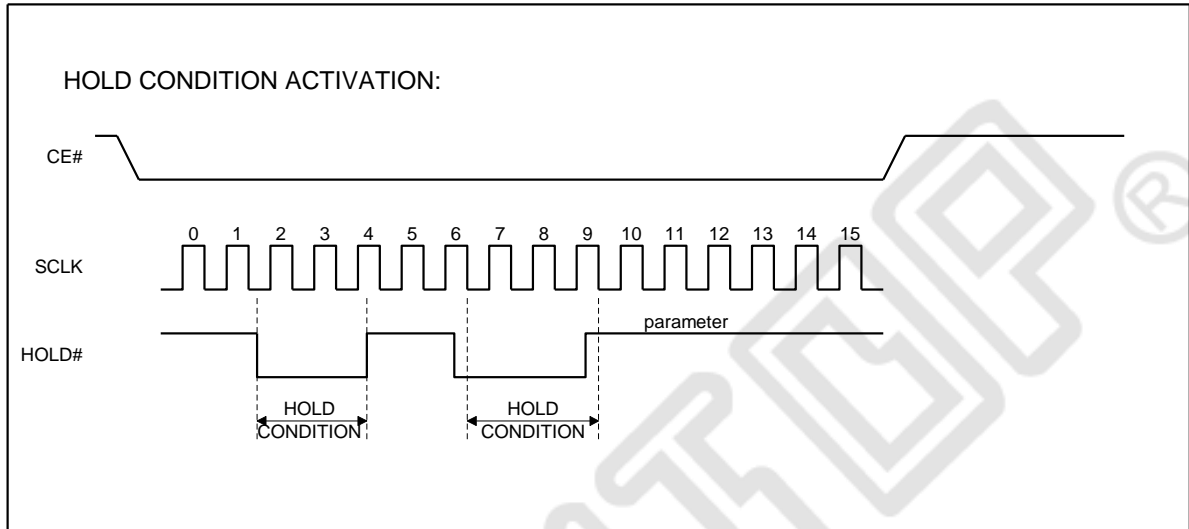 HOLD CONDITION ACTIVATION:
CE#
0 1 2 3 4 5 6 7 8 9 10 11 12 13 14 15
SCLK
parameter
HOLD#
HOLD HOLD
CONDITION CONDITION
®